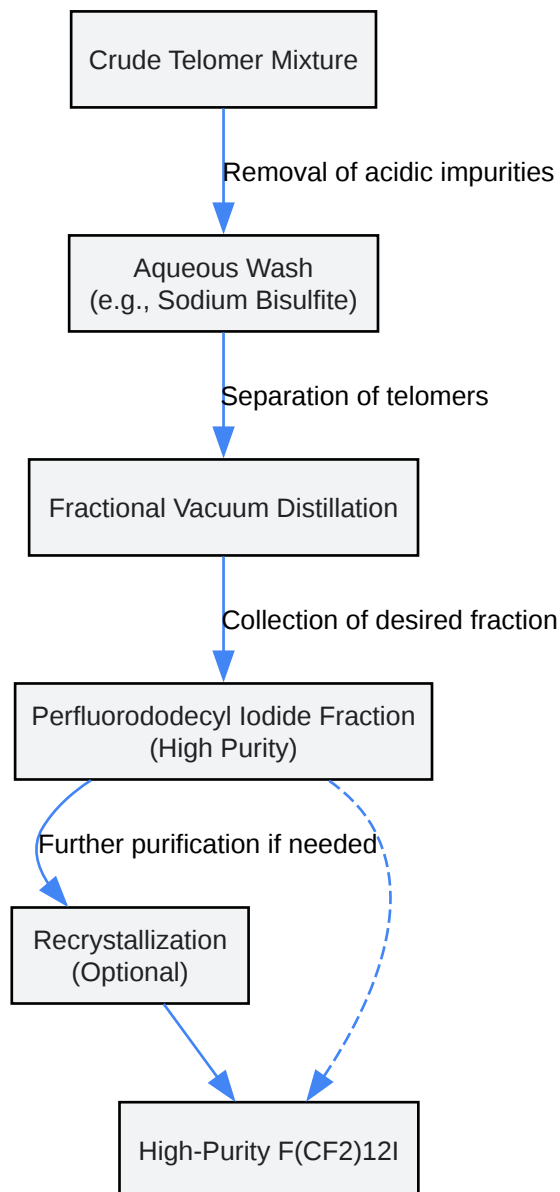 Crude Telomer Mixture
Removal of acidic impurities
Aqueous Wash
(e.g., Sodium Bisulfite)
Separation of telomers
Fractional Vacuum Distillation
Collection of desired fraction
Perfluorododecyl Iodide Fraction
(High Purity)
Further purification if needed
Recrystallization
(Optional)
High-Purity F(CF2)12I